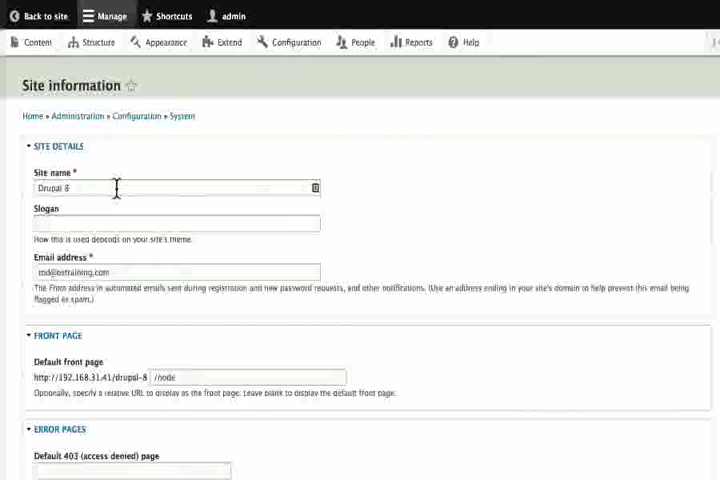 Back to site Manage Shortcuts admin
Content Structure Appearance Extend Configuration People Reports Help
Site information
Home » Administration » Configuration » System
SITE DETAILS
Site name *
Drupal 8
Slogan
How this is used depends on your site's theme.
Email address *
The From address in automated emails sent during registration and new password requests, and other notifications. (Use an address ending in your site's domain to help prevent this email being
flagged as spam.)
FRONT PAGE
Default front page
http://192.168.31.41/drupal-8 /node
Optionally, specify a relative URL to display as the front page. Leave blank to display the default front page.
ERROR PAGES
Default 403 (access denied) page